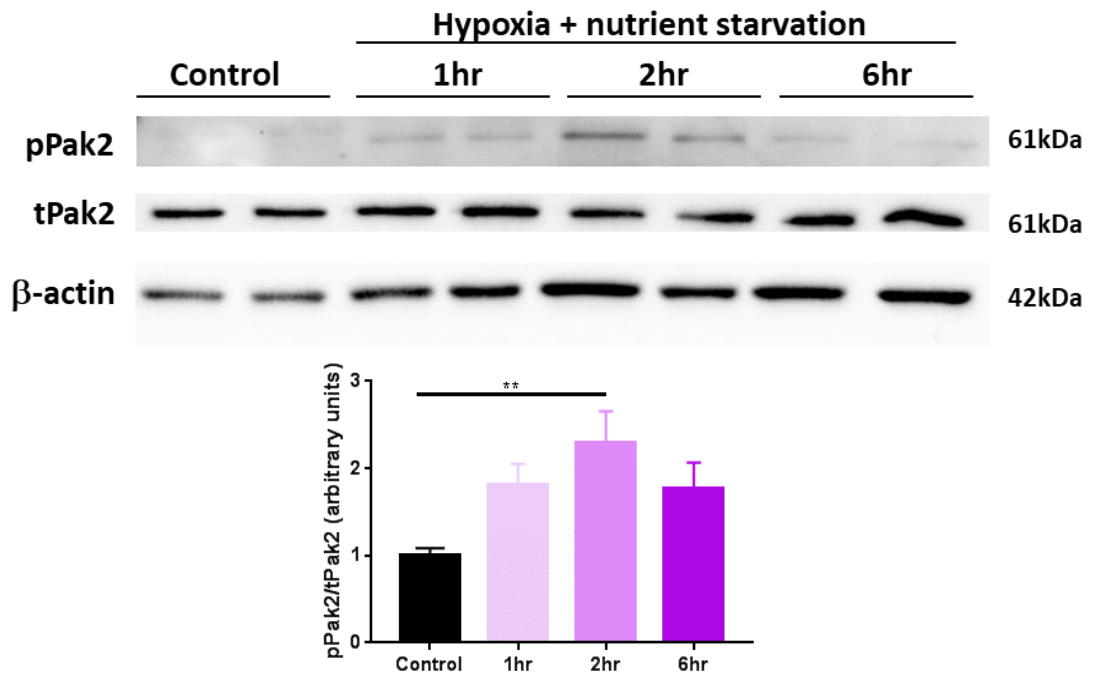 Hypoxia + nutrient starvation
Control 1hr 2hr 6hr
pPak2 61kDa
tPak2 61kDa
β-actin 42kDa
pPak2/tPak2 (arbitrary units)
3
**
2
1
0
Control 1hr 2hr 6hr